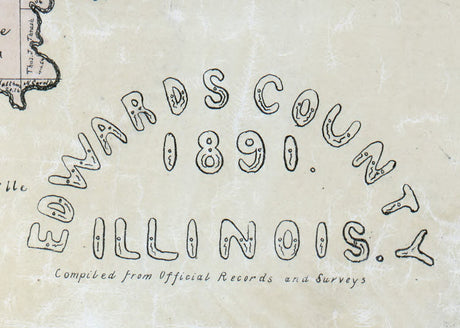 EDWARDS COUNTY
1891.
ILLINOIS.
Compiled from Official Records and Surveys